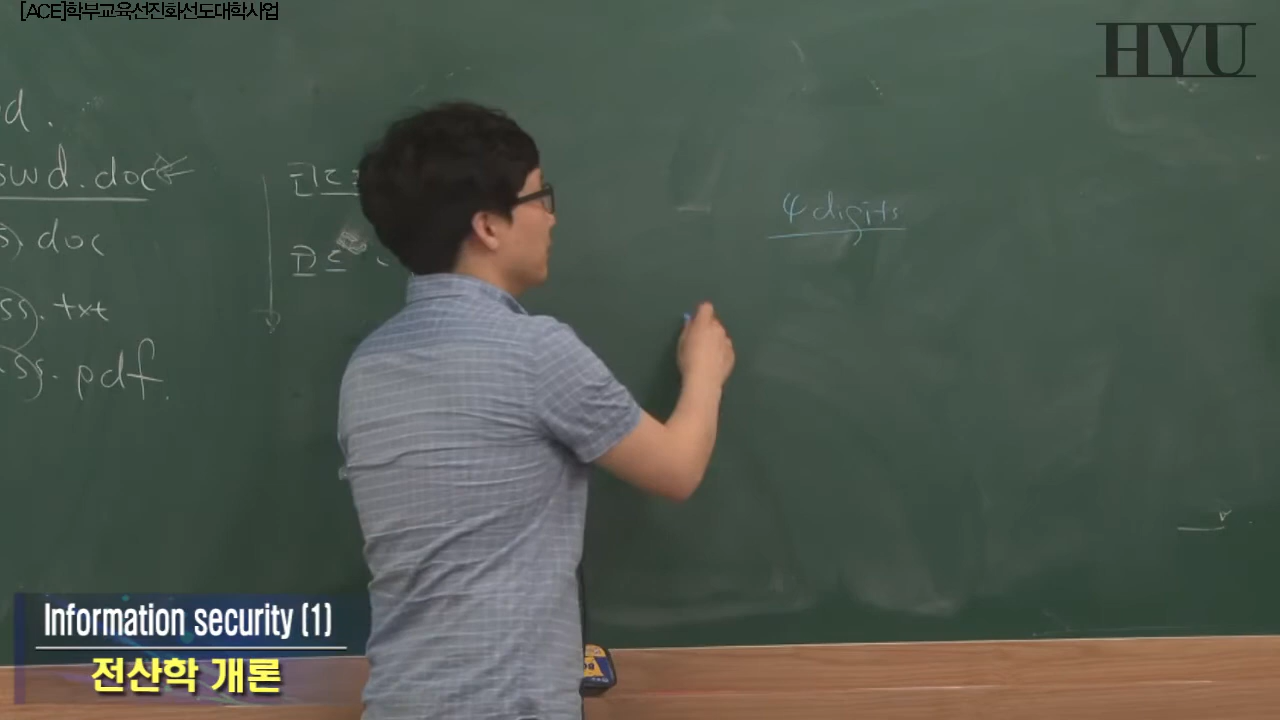 [ACE]학부교육선진화선도대학사업
HYU
d.
swd.doc
s).doc
ss).txt
ss.pdf.
4 digits
Information security (1)
전산학 개론